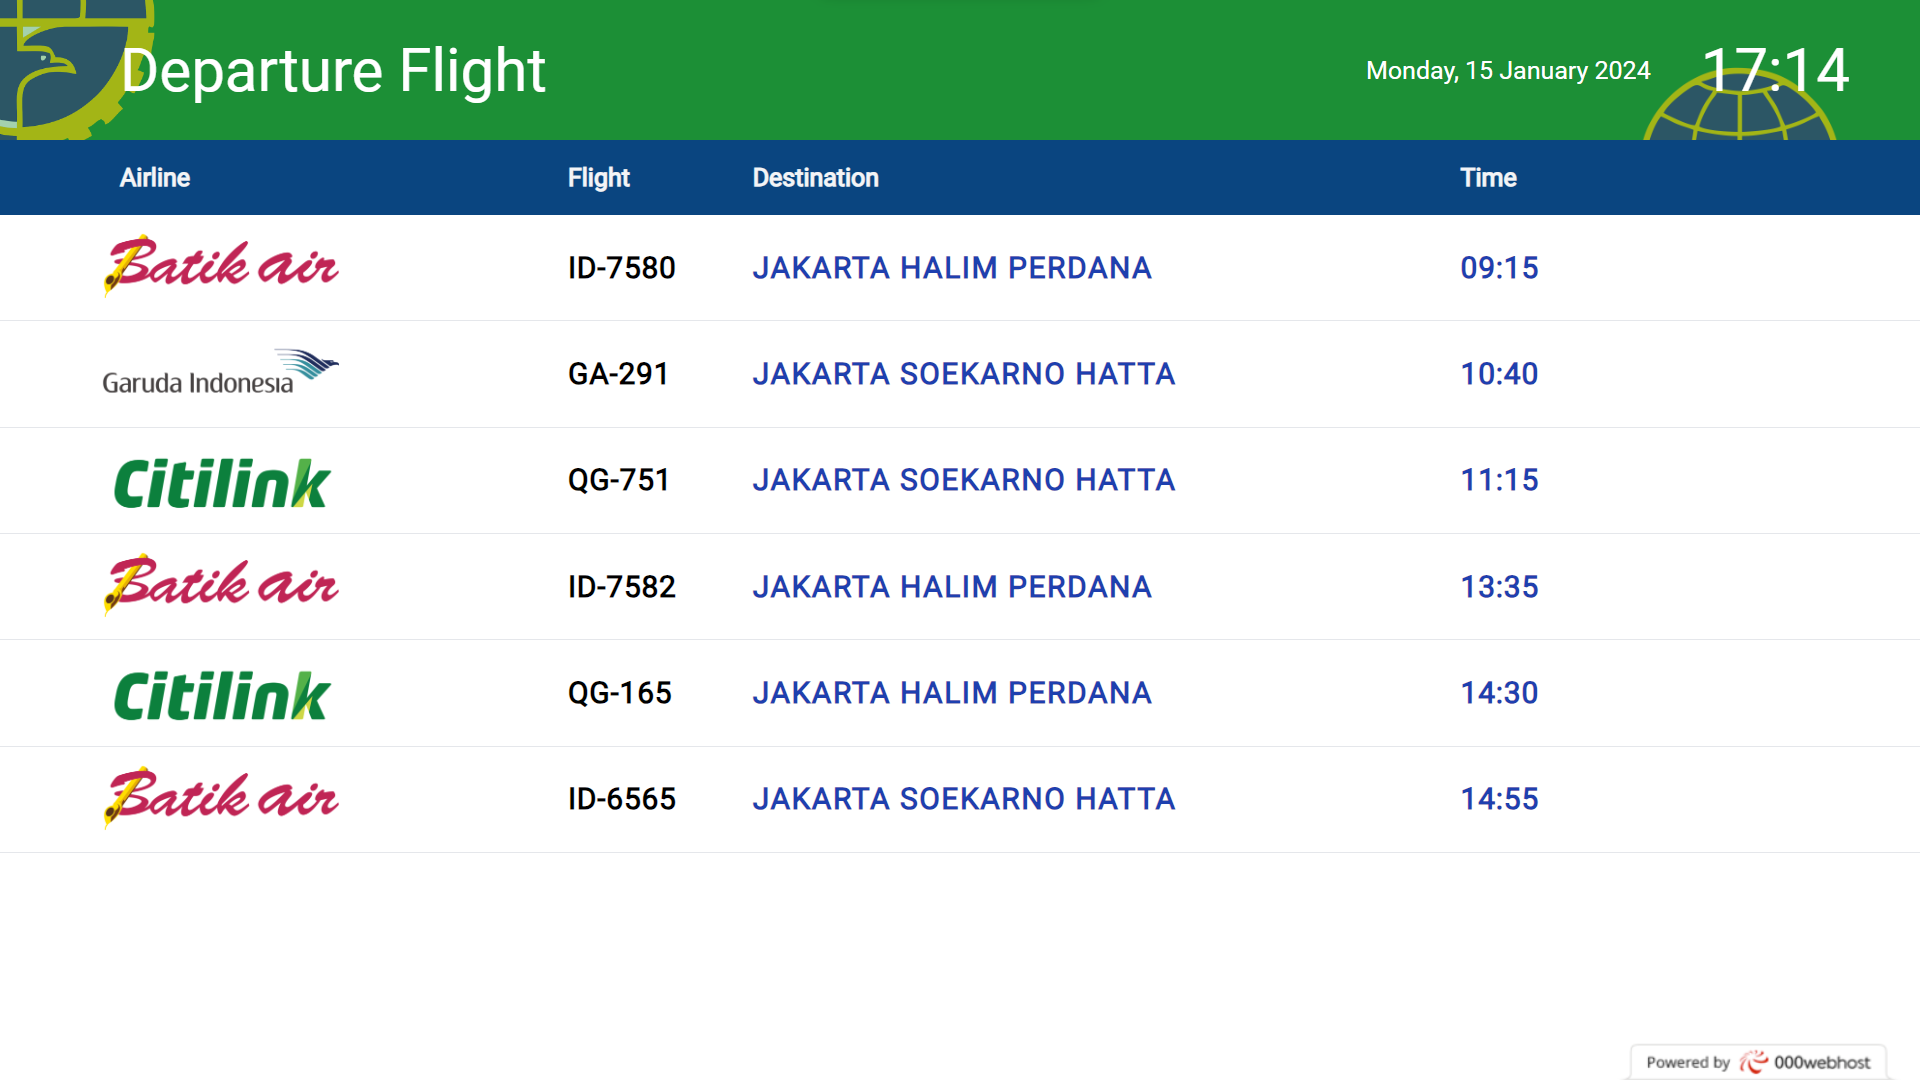 Departure Flight
Monday, 15 January 2024
17:14
Airline Flight Destination Time
Batik air ID-7580 JAKARTA HALIM PERDANA 09:15
Garuda Indonesia GA-291 JAKARTA SOEKARNO HATTA 10:40
Citilink QG-751 JAKARTA SOEKARNO HATTA 11:15
Batik air ID-7582 JAKARTA HALIM PERDANA 13:35
Citilink QG-165 JAKARTA HALIM PERDANA 14:30
Batik air ID-6565 JAKARTA SOEKARNO HATTA 14:55
Powered by 000webhost